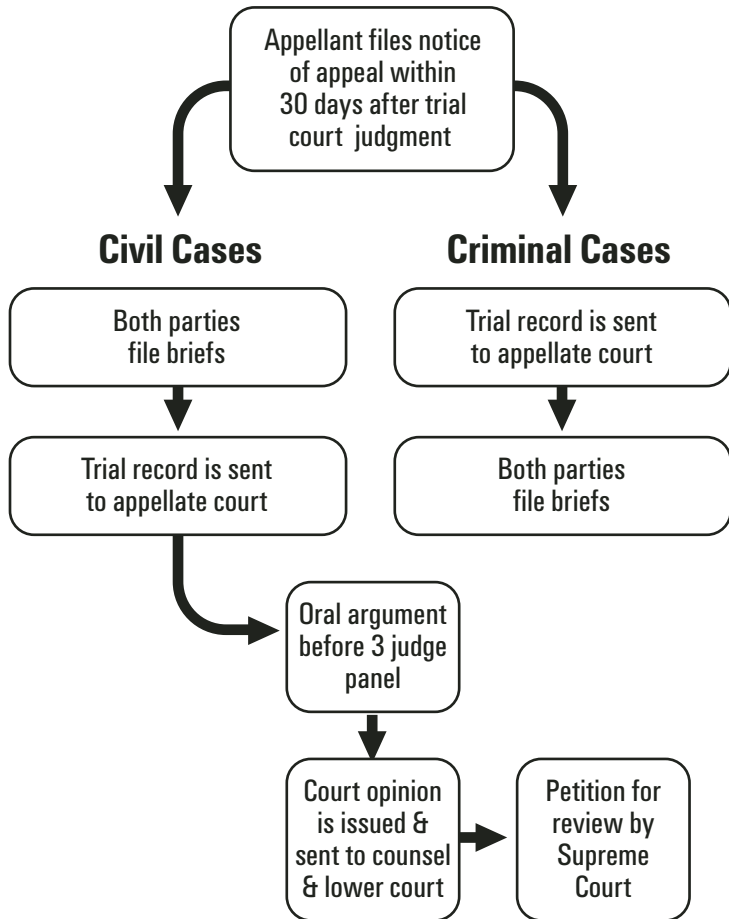 Appellant files notice
of appeal within
30 days after trial
court judgment
Civil Cases
Both parties
file briefs
Trial record is sent
to appellate court
Criminal Cases
Trial record is sent
to appellate court
Both parties
file briefs
Oral argument
before 3 judge
panel
Court opinion
is issued &
sent to counsel
& lower court
Petition for
review by
Supreme
Court